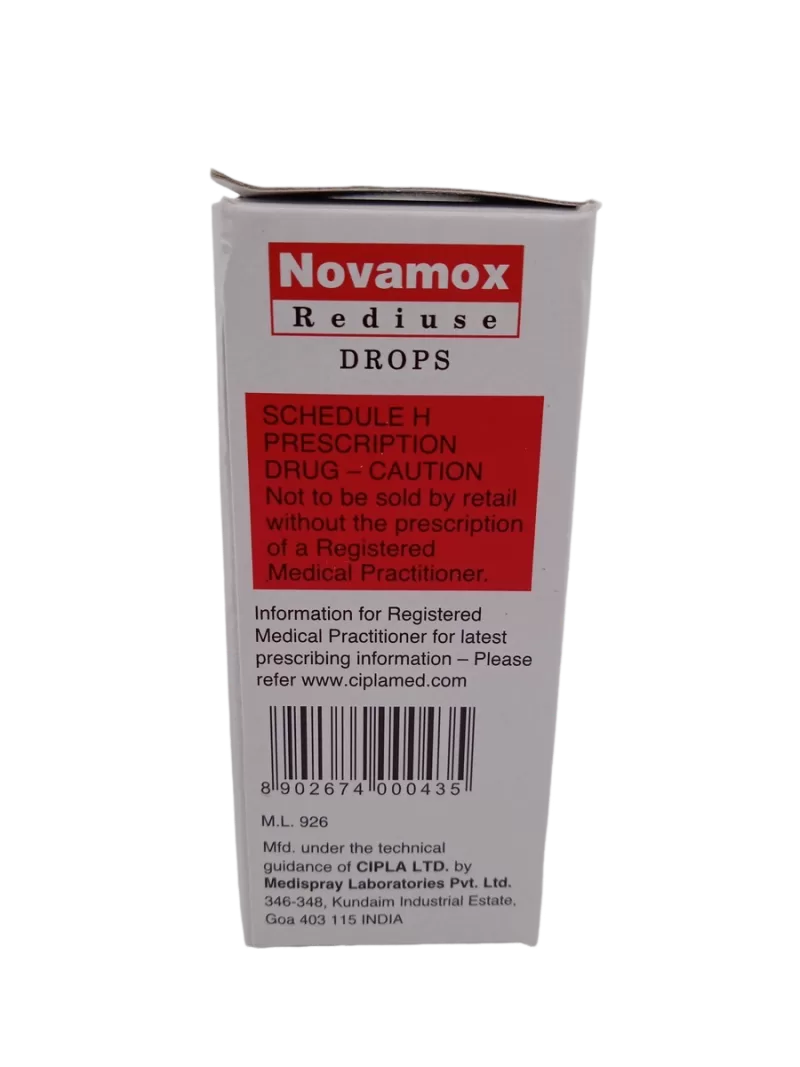 Novamox
Rediuse
DROPS
SCHEDULE H
PRESCRIPTION
DRUG – CAUTION
Not to be sold by retail
without the prescription
of a Registered
Medical Practitioner.
Information for Registered
Medical Practitioner for latest
prescribing information – Please
refer www.ciplamed.com
8 902674 000435
M.L. 926
Mfd. under the technical
guidance of CIPLA LTD. by
Medispray Laboratories Pvt. Ltd.
346-348, Kundaim Industrial Estate,
Goa 403 115 INDIA